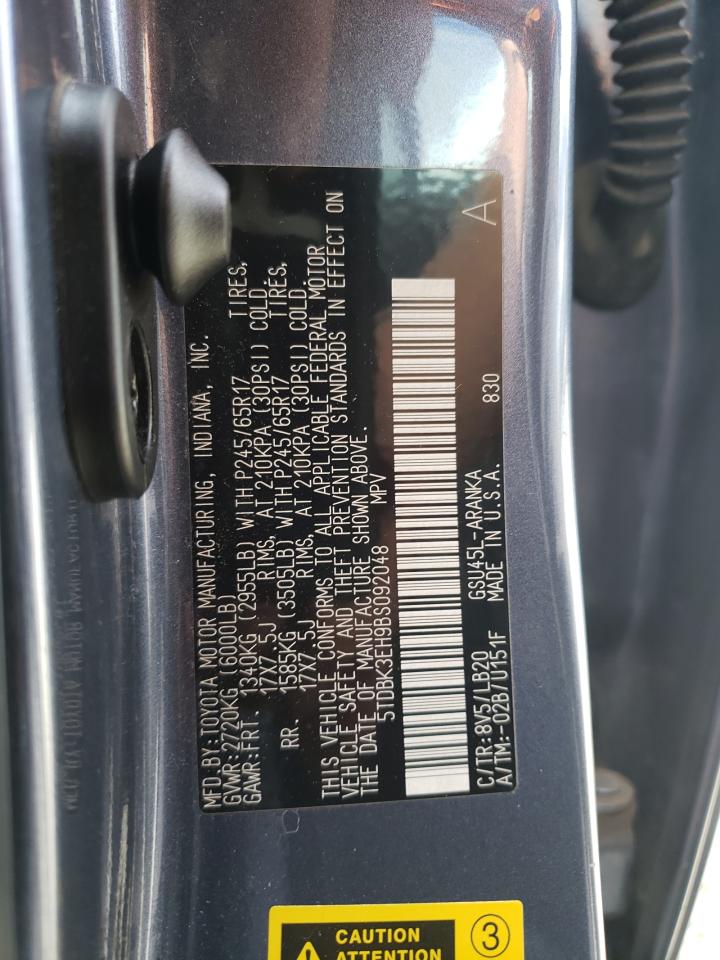 MFD.BY:TOYOTA MOTOR MANUFACTURING, INDIANA, INC.
GVWR:2720KG (6000LB)
GAWR:FRT. 1340KG (2955LB) WITH P245/65R17 TIRES,
17X7.5J RIMS, AT 210KPA (30PSI) COLD.
RR. 1585KG (3505LB) WITH P245/65R17 TIRES,
17X7.5J RIMS, AT 210KPA (30PSI) COLD.
THIS VEHICLE CONFORMS TO ALL APPLICABLE FEDERAL MOTOR
VEHICLE SAFETY AND THEFT PREVENTION STANDARDS IN EFFECT ON
THE DATE OF MANUFACTURE SHOWN ABOVE.
5TDBK3EH9BS092048 MPV
C/TR:8V5/LB20 GSU45L-ARANKA 830 A
A/TM:-02B/U151F MADE IN U.S.A.
CAUTION
ATTENTION
3